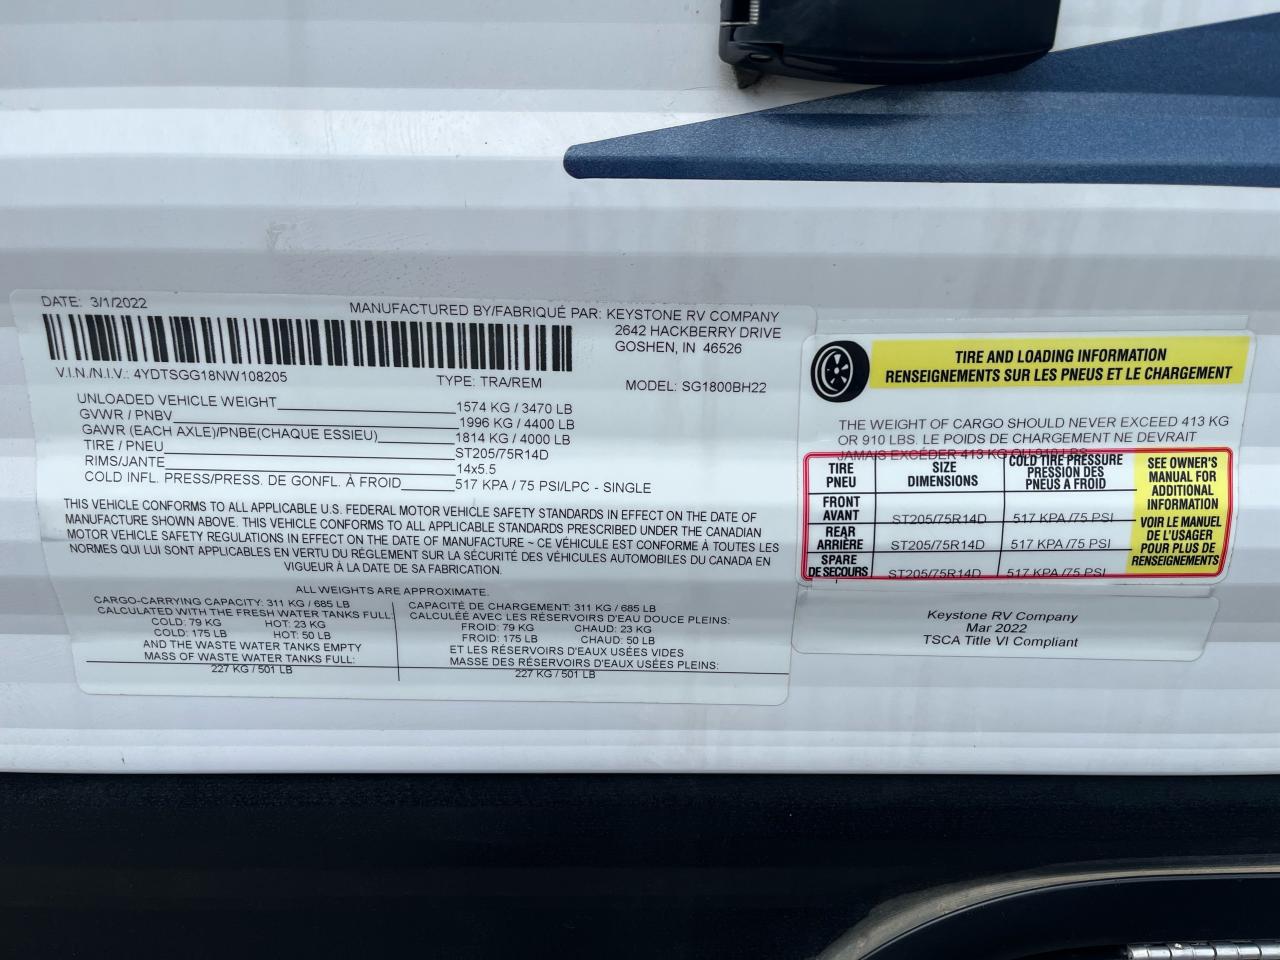 DATE: 3/1/2022
MANUFACTURED BY/FABRIQUÉ PAR: KEYSTONE RV COMPANY
2642 HACKBERRY DRIVE
GOSHEN, IN 46526
V.I.N./N.I.V.: 4YDTSGG18NW108205
TYPE: TRA/REM
MODEL: SG1800BH22
UNLOADED VEHICLE WEIGHT 1574 KG / 3470 LB
GVWR / PNBV 1996 KG / 4400 LB
GAWR (EACH AXLE)/PNBE(CHAQUE ESSIEU) 1814 KG / 4000 LB
TIRE / PNEU ST205/75R14D
RIMS/JANTE 14x5.5
COLD INFL. PRESS/PRESS. DE GONFL. À FROID 517 KPA / 75 PSI/LPC - SINGLE
THIS VEHICLE CONFORMS TO ALL APPLICABLE U.S. FEDERAL MOTOR VEHICLE SAFETY STANDARDS IN EFFECT ON THE DATE OF
MANUFACTURE SHOWN ABOVE. THIS VEHICLE CONFORMS TO ALL APPLICABLE STANDARDS PRESCRIBED UNDER THE CANADIAN
MOTOR VEHICLE SAFETY REGULATIONS IN EFFECT ON THE DATE OF MANUFACTURE ~ CE VÉHICULE EST CONFORME À TOUTES LES
NORMES QUI LUI SONT APPLICABLES EN VERTU DU RÈGLEMENT SUR LA SÉCURITÉ DES VÉHICULES AUTOMOBILES DU CANADA EN
VIGUEUR À LA DATE DE SA FABRICATION.
ALL WEIGHTS ARE APPROXIMATE.
CARGO-CARRYING CAPACITY: 311 KG / 685 LB
CALCULATED WITH THE FRESH WATER TANKS FULL:
COLD: 79 KG HOT: 23 KG
COLD: 175 LB HOT: 50 LB
AND THE WASTE WATER TANKS EMPTY
MASS OF WASTE WATER TANKS FULL:
227 KG / 501 LB
CAPACITÉ DE CHARGEMENT: 311 KG / 685 LB
CALCULÉE AVEC LES RÉSERVOIRS D'EAU DOUCE PLEINS:
FROID: 79 KG CHAUD: 23 KG
FROID: 175 LB CHAUD: 50 LB
ET LES RÉSERVOIRS D'EAUX USÉES VIDES
MASSE DES RÉSERVOIRS D'EAUX USÉES PLEINS:
227 KG / 501 LB
TIRE AND LOADING INFORMATION
RENSEIGNEMENTS SUR LES PNEUS ET LE CHARGEMENT
THE WEIGHT OF CARGO SHOULD NEVER EXCEED 413 KG
OR 910 LBS. LE POIDS DE CHARGEMENT NE DEVRAIT
JAMAIS EXCÉDER 413 KG OU 910 LBS.
TIRE
PNEU
SIZE
DIMENSIONS
COLD TIRE PRESSURE
PRESSION DES
PNEUS A FROID
FRONT
AVANT
ST205/75R14D
517 KPA /75 PSI
REAR
ARRIÈRE
ST205/75R14D
517 KPA /75 PSI
SPARE
DE SECOURS
ST205/75R14D
517 KPA /75 PSI
SEE OWNER'S
MANUAL FOR
ADDITIONAL
INFORMATION
VOIR LE MANUEL
DE L'USAGER
POUR PLUS DE
RENSEIGNEMENTS
Keystone RV Company
Mar 2022
TSCA Title VI Compliant